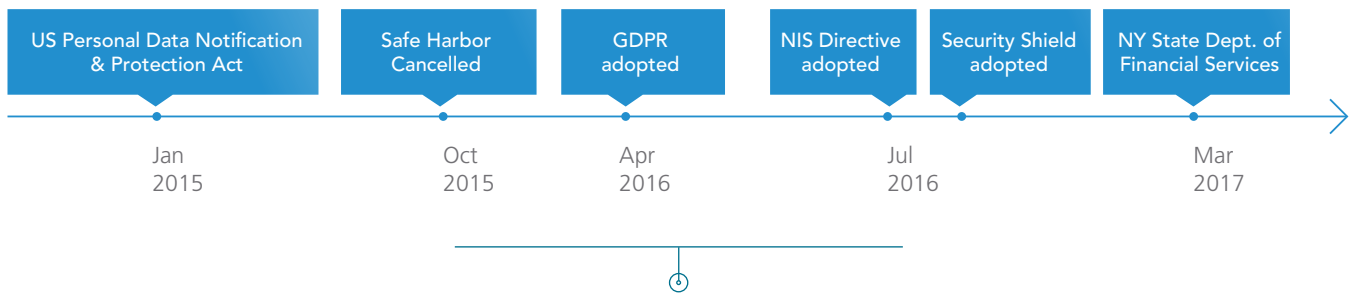 US Personal Data Notification
& Protection Act
Safe Harbor
Cancelled
GDPR
adopted
NIS Directive
adopted
Security Shield
adopted
NY State Dept. of
Financial Services
Jan
2015
Oct
2015
Apr
2016
Jul
2016
Mar
2017